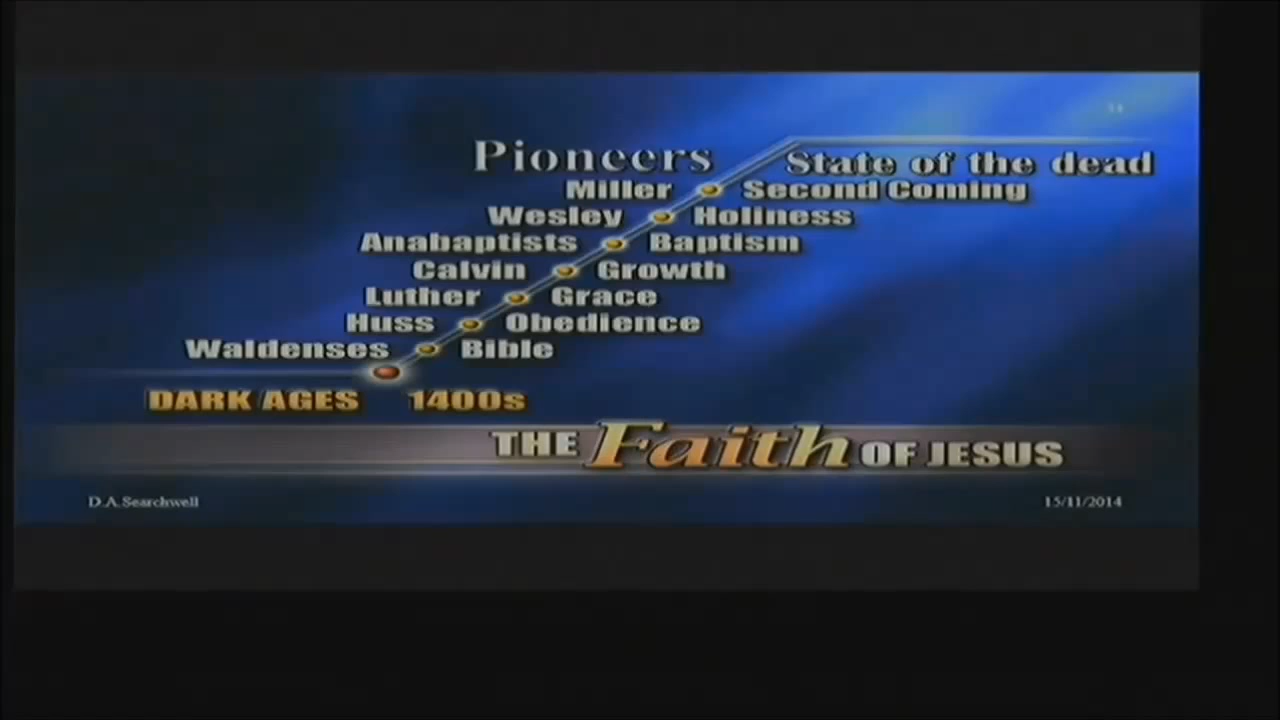 Pioneers State of the dead
Miller Second Coming
Wesley Holiness
Anabaptists Baptism
Calvin Growth
Luther Grace
Huss Obedience
Waldenses Bible
DARK AGES 1400s
THE Faith OF JESUS
D.A.Searchwell 15/11/2014